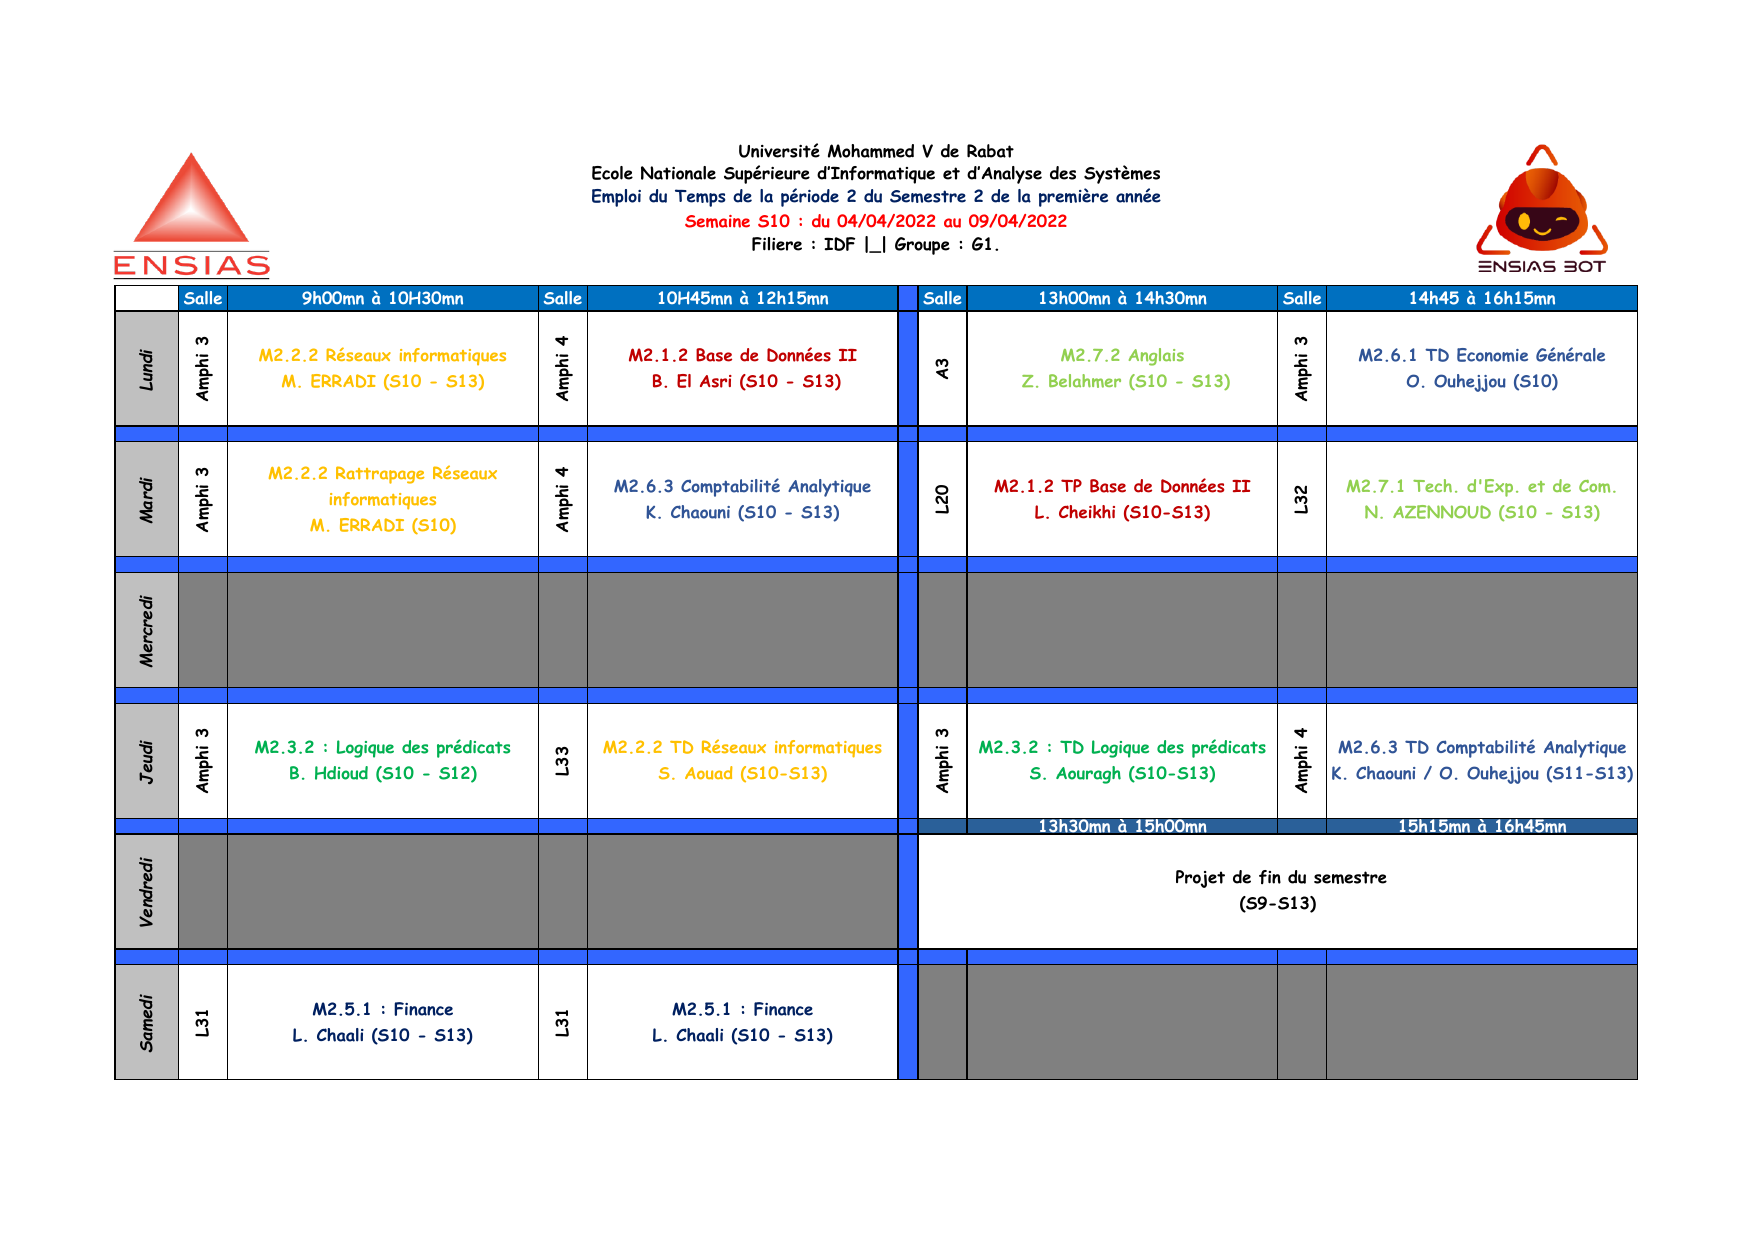 Université Mohammed V de Rabat
Ecole Nationale Supérieure d’Informatique et d’Analyse des Systèmes
Emploi du Temps de la période 2 du Semestre 2 de la première année
Semaine S10 : du 04/04/2022 au 09/04/2022
Filiere : IDF |_| Groupe : G1.
ENSIAS
ENSIAS BOT
Salle 9h00mn à 10H30mn Salle 10H45mn à 12h15mn Salle 13h00mn à 14h30mn Salle 14h45 à 16h15mn
Lundi
Amphi 3
M2.2.2 Réseaux informatiques
M. ERRADI (S10 - S13)
Amphi 4
M2.1.2 Base de Données II
B. El Asri (S10 - S13)
A3
M2.7.2 Anglais
Z. Belahmer (S10 - S13)
Amphi 3
M2.6.1 TD Economie Générale
O. Ouhejjou (S10)
Mardi
Amphi 3
M2.2.2 Rattrapage Réseaux
informatiques
M. ERRADI (S10)
Amphi 4
M2.6.3 Comptabilité Analytique
K. Chaouni (S10 - S13)
L20
M2.1.2 TP Base de Données II
L. Cheikhi (S10-S13)
L32
M2.7.1 Tech. d'Exp. et de Com.
N. AZENNOUD (S10 - S13)
Mercredi
Jeudi
Amphi 3
M2.3.2 : Logique des prédicats
B. Hdioud (S10 - S12)
L33
M2.2.2 TD Réseaux informatiques
S. Aouad (S10-S13)
Amphi 3
M2.3.2 : TD Logique des prédicats
S. Aouragh (S10-S13)
Amphi 4
M2.6.3 TD Comptabilité Analytique
K. Chaouni / O. Ouhejjou (S11-S13)
13h30mn à 15h00mn 15h15mn à 16h45mn
Vendredi
Projet de fin du semestre
(S9-S13)
Samedi
L31
M2.5.1 : Finance
L. Chaali (S10 - S13)
L31
M2.5.1 : Finance
L. Chaali (S10 - S13)